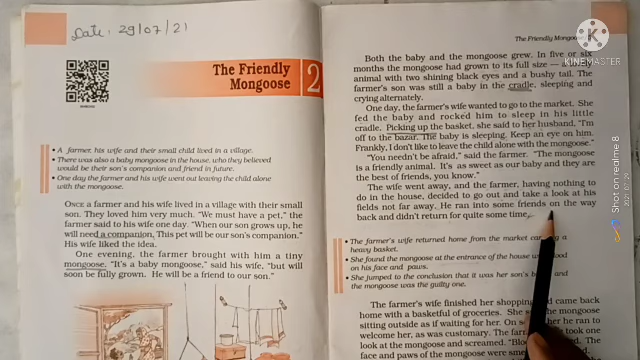 Date: 29/07/21
The Friendly
Mongoose
2
• A farmer, his wife and their small child lived in a village.
• There was also a baby mongoose in the house, who they believed
would be their son's companion and friend in future.
• One day the farmer and his wife went out leaving the child alone
with the mongoose.
ONCE a farmer and his wife lived in a village with their small
son. They loved him very much. "We must have a pet," the
farmer said to his wife one day. "When our son grows up, he
will need a companion. This pet will be our son's companion."
His wife liked the idea.
One evening, the farmer brought with him a tiny
mongoose. "It's a baby mongoose," said his wife, "but will
soon be fully grown. He will be a friend to our son."
The Friendly Mongoose
Both the baby and the mongoose grew. In five or six
months the mongoose had grown to its full size — a
animal with two shining black eyes and a bushy tail. The
farmer's son was still a baby in the cradle, sleeping and
crying alternately.
One day, the farmer's wife wanted to go to the market. She
fed the baby and rocked him to sleep in his little
cradle. Picking up the basket, she said to her husband, "I'm
off to the bazar. The baby is sleeping. Keep an eye on him.
Frankly, I don't like to leave the child alone with the mongoose."
"You needn't be afraid," said the farmer. "The mongoose
is a friendly animal. It's as sweet as our baby and they are
the best of friends, you know."
The wife went away, and the farmer, having nothing to
do in the house, decided to go out and take a look at his
fields not far away. He ran into some friends on the way
back and didn't return for quite some time.
• The farmer's wife returned home from the market carrying a
heavy basket.
• She found the mongoose at the entrance of the house blood
on his face and paws.
• She jumped to the conclusion that it was her son's and
the mongoose was the guilty one.
The farmer's wife finished her shopping and came back
home with a basketful of groceries. She the mongoose
sitting outside as if waiting for her. On he ran to
welcome her, as was customary. The took one
look at the mongoose and screamed. The
face and paws of the mongoose were
KINEMASTER
2021-07-29